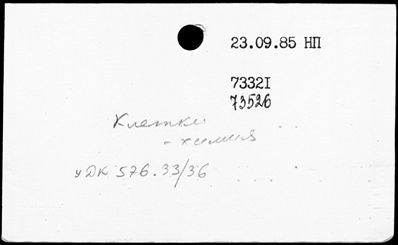 23.09.85 НП
73321
73526
Клетки
- химия
УДК 576.33/36